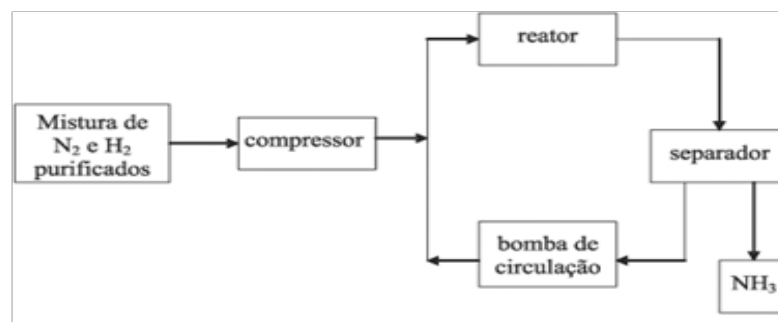 reator
Mistura de
N₂ e H₂
purificados
compressor
separador
bomba de
circulação
NH₃